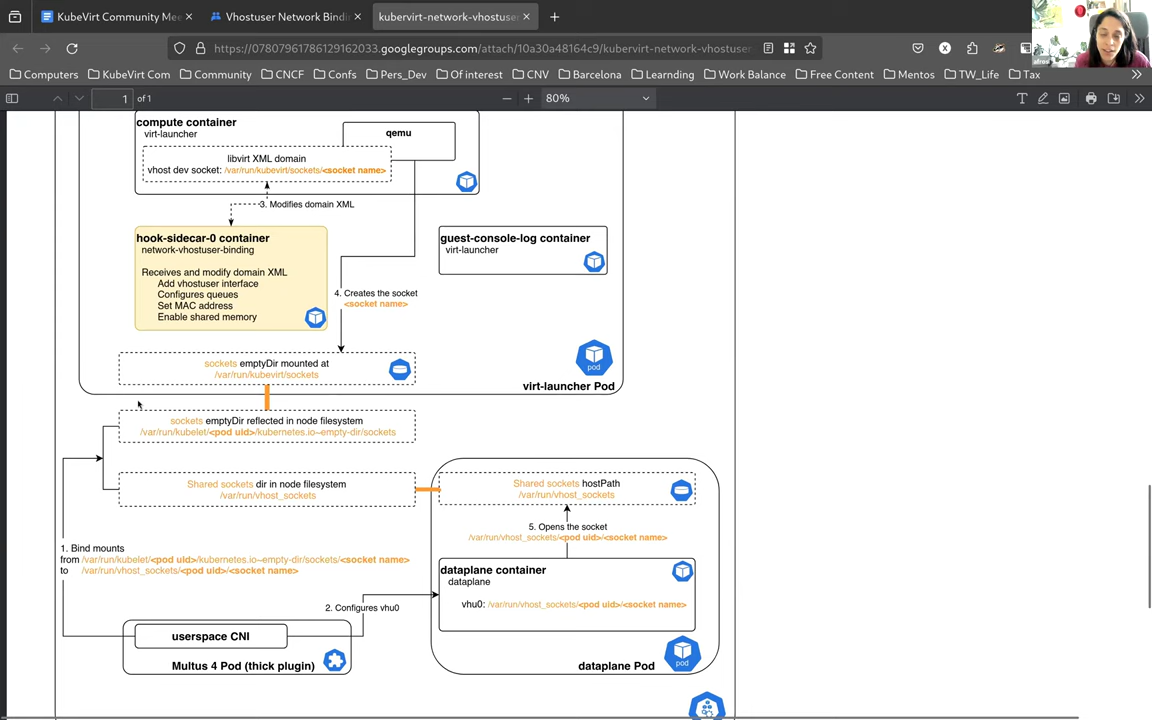 KubeVirt Community Mee
Vhostuser Network Bindin
kubervirt-network-vhostuser
https://07807961786129162033.googlegroups.com/attach/10a30a48164c9/kubervirt-network-vhostuser
Computers
KubeVirt Com
Community
CNCF
Confs
Pers_Dev
Of interest
CNV
Barcelona
Learnding
Work Balance
Free Content
Mentos
TW_Life
Tax
1 of 1
80%
compute container
virt-launcher
qemu
libvirt XML domain
vhost dev socket: /var/run/kubevirt/sockets/<socket name>
3. Modifies domain XML
hook-sidecar-0 container
network-vhostuser-binding
Receives and modify domain XML
Add vhostuser interface
Configures queues
Set MAC address
Enable shared memory
guest-console-log container
virt-launcher
4. Creates the socket
<socket name>
sockets emptyDir mounted at
/var/run/kubevirt/sockets
pod
virt-launcher Pod
sockets emptyDir reflected in node filesystem
/var/run/kubelet/<pod uid>/kubernetes.io~empty-dir/sockets
Shared sockets dir in node filesystem
/var/run/vhost_sockets
Shared sockets hostPath
/var/run/vhost_sockets
5. Opens the socket
/var/run/vhost_sockets/<pod uid>/<socket name>
1. Bind mounts
from /var/run/kubelet/<pod uid>/kubernetes.io~empty-dir/sockets/<socket name>
to /var/run/vhost_sockets/<pod uid>/<socket name>
dataplane container
dataplane
vhu0: /var/run/vhost_sockets/<pod uid>/<socket name>
2. Configures vhu0
userspace CNI
Multus 4 Pod (thick plugin)
dataplane Pod
pod